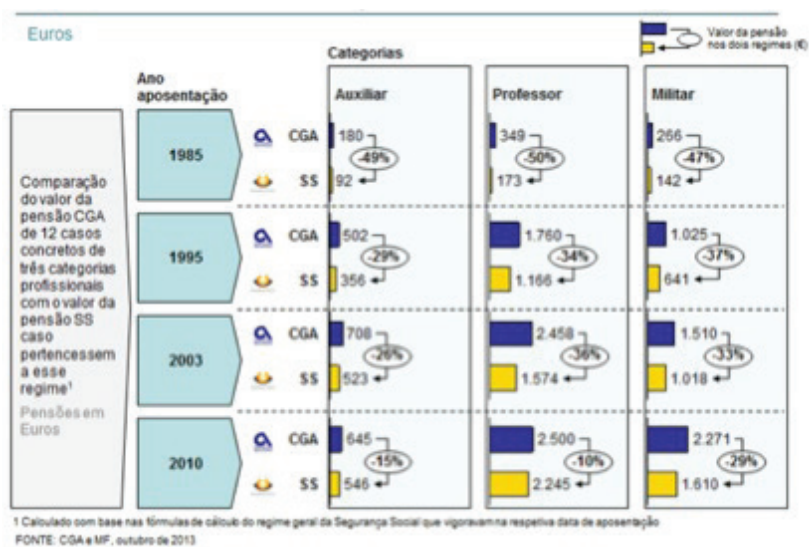 Euros
Valor da pensão
nos dois regimes (€)
Categorias
Ano
aposentação
Auxiliar
Professor
Militar
Comparação
do valor da
pensão CGA
de 12 casos
concretos de
três categorias
profissionais
com o valor da
pensão SS
caso
pertencessem
a esse
regime¹
Pensões em
Euros
1985
CGA 180 349 266
-49% -50% -47%
SS 92 173 142
1995
CGA 502 1.760 1.025
-29% -34% -37%
SS 356 1.166 641
2003
CGA 708 2.458 1.510
-26% -36% -33%
SS 523 1.574 1.018
2010
CGA 645 2.500 2.271
-15% -10% -29%
SS 546 2.245 1.610
1 Calculado com base nas fórmulas de cálculo do regime geral da Segurança Social que vigoravam na respetiva data de aposentação
FONTE: CGA e MF, outubro de 2013